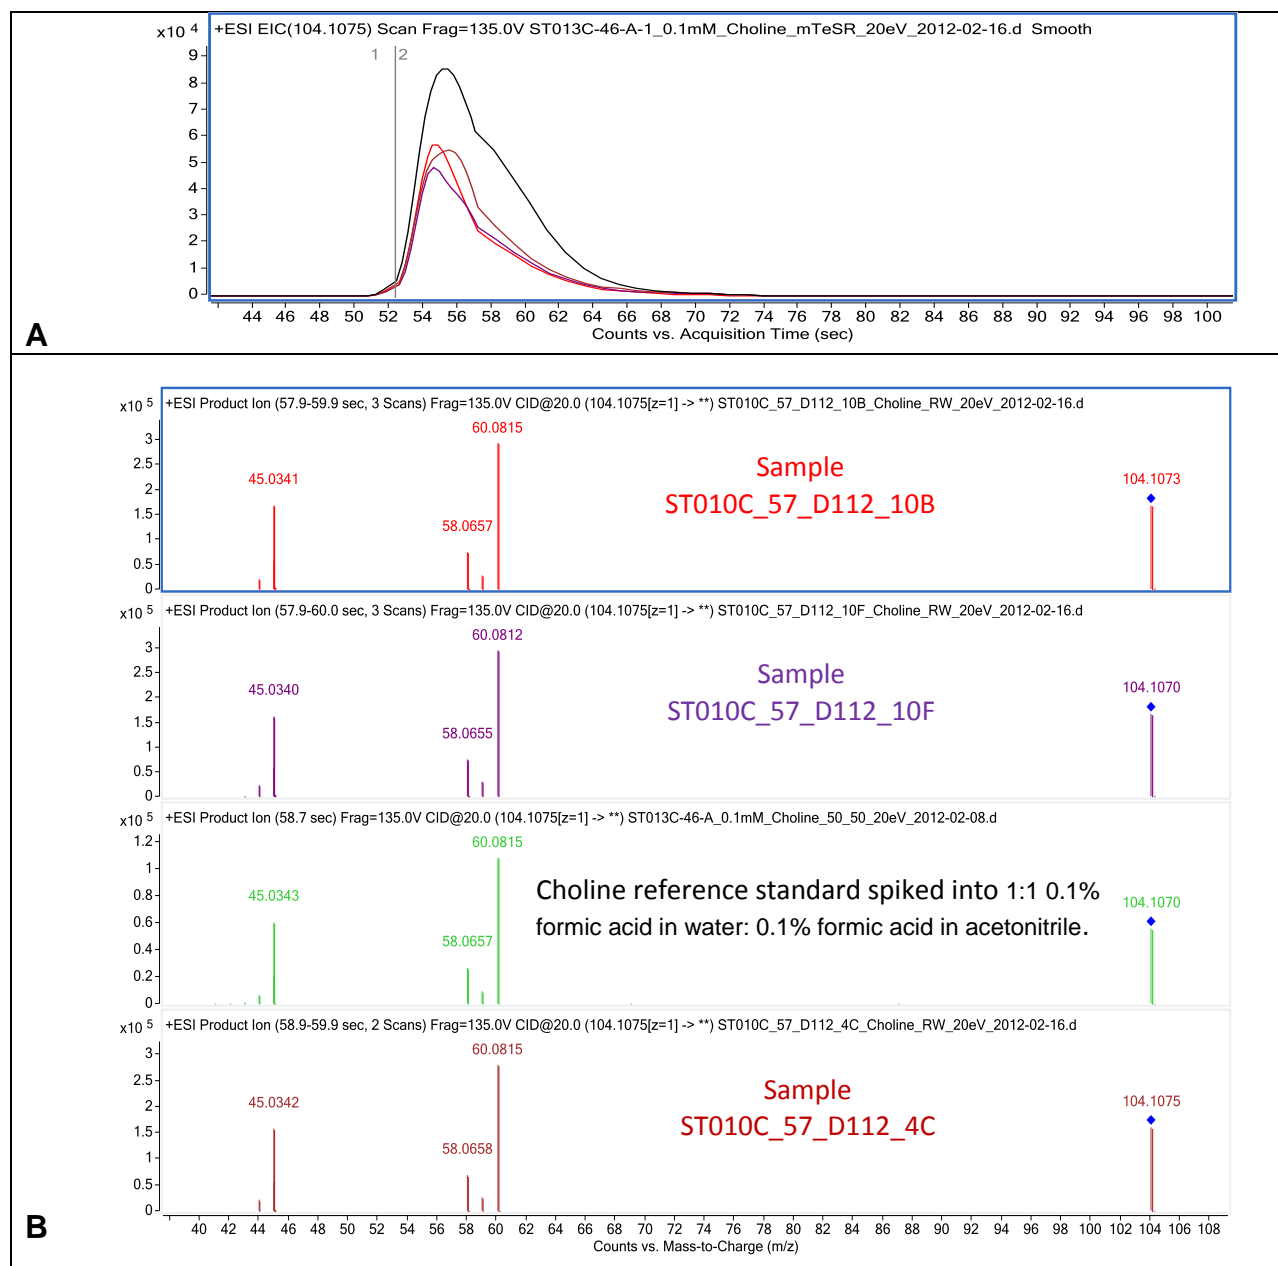 +ESI EIC(104.1075) Scan Frag=135.0V ST013C-46-A-1_0.1mM_Choline_mTeSR_20eV_2012-02-16.d Smooth
x10 4
1 2
9
8
7
6
5
4
3
2
1
0
44 46 48 50 52 54 56 58 60 62 64 66 68 70 72 74 76 78 80 82 84 86 88 90 92 94 96 98 100
Counts vs. Acquisition Time (sec)
A
x10 5
+ESI Product Ion (57.9-59.9 sec, 3 Scans) Frag=135.0V CID@20.0 (104.1075[z=1] -> **) ST010C_57_D112_10B_Choline_RW_20eV_2012-02-16.d
3
2.5
2
1.5
1
0.5
0
45.0341
58.0657
60.0815
104.1073
Sample
ST010C_57_D112_10B
x10 5
+ESI Product Ion (57.9-60.0 sec, 3 Scans) Frag=135.0V CID@20.0 (104.1075[z=1] -> **) ST010C_57_D112_10F_Choline_RW_20eV_2012-02-16.d
3
2.5
2
1.5
1
0.5
0
45.0340
58.0655
60.0812
104.1070
Sample
ST010C_57_D112_10F
x10 5
+ESI Product Ion (58.7 sec) Frag=135.0V CID@20.0 (104.1075[z=1] -> **) ST013C-46-A_0.1mM_Choline_50_50_20eV_2012-02-08.d
1.2
1
0.8
0.6
0.4
0.2
0
45.0343
58.0657
60.0815
104.1070
Choline reference standard spiked into 1:1 0.1%
formic acid in water: 0.1% formic acid in acetonitrile.
x10 5
+ESI Product Ion (58.9-59.9 sec, 2 Scans) Frag=135.0V CID@20.0 (104.1075[z=1] -> **) ST010C_57_D112_4C_Choline_RW_20eV_2012-02-16.d
3
2.5
2
1.5
1
0.5
0
45.0342
58.0658
60.0815
104.1075
Sample
ST010C_57_D112_4C
40 42 44 46 48 50 52 54 56 58 60 62 64 66 68 70 72 74 76 78 80 82 84 86 88 90 92 94 96 98 100 102 104 106 108
Counts vs. Mass-to-Charge (m/z)
B